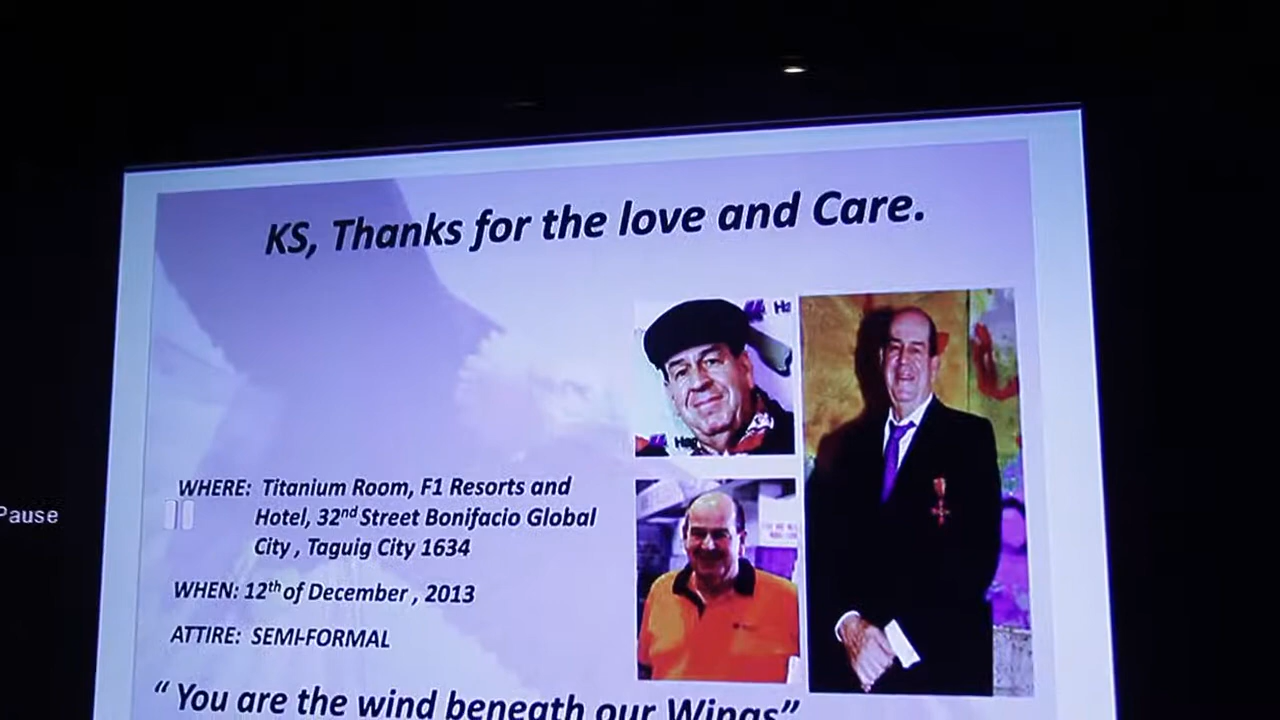 KS, Thanks for the love and Care.
WHERE: Titanium Room, F1 Resorts and
Hotel, 32nd Street Bonifacio Global
City , Taguig City 1634
WHEN: 12th of December , 2013
ATTIRE: SEMI-FORMAL
“ You are the wind beneath our Wings”
Pause